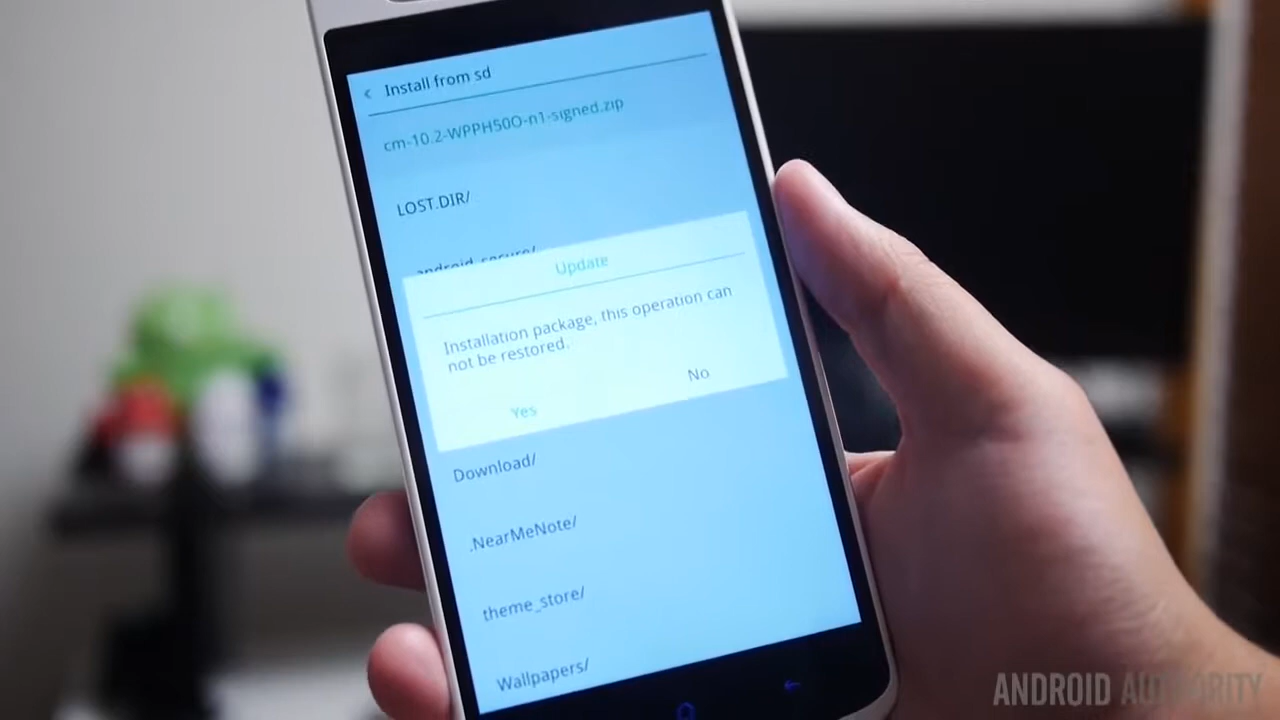 Install from sd
cm-10.2-WPPH50O-n1-signed.zip
LOST.DIR/
android_secure/
Update
Installation package, this operation can
not be restored.
No
Yes
Download/
.NearMeNote/
theme_store/
Wallpapers/
ANDROID AUTHORITY